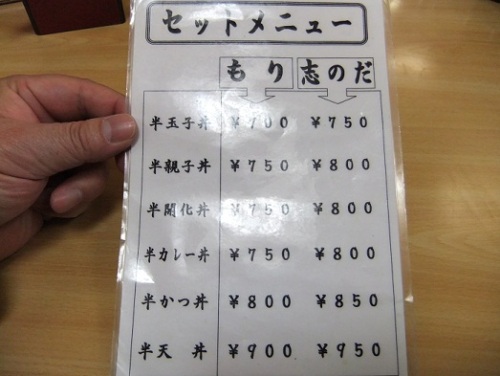 セットメニュー
もり 志のだ
半玉子丼 ¥700 ¥750
半親子丼 ¥750 ¥800
半開化丼 ¥750 ¥800
半カレー丼 ¥750 ¥800
半かつ丼 ¥800 ¥850
半天 丼 ¥900 ¥950